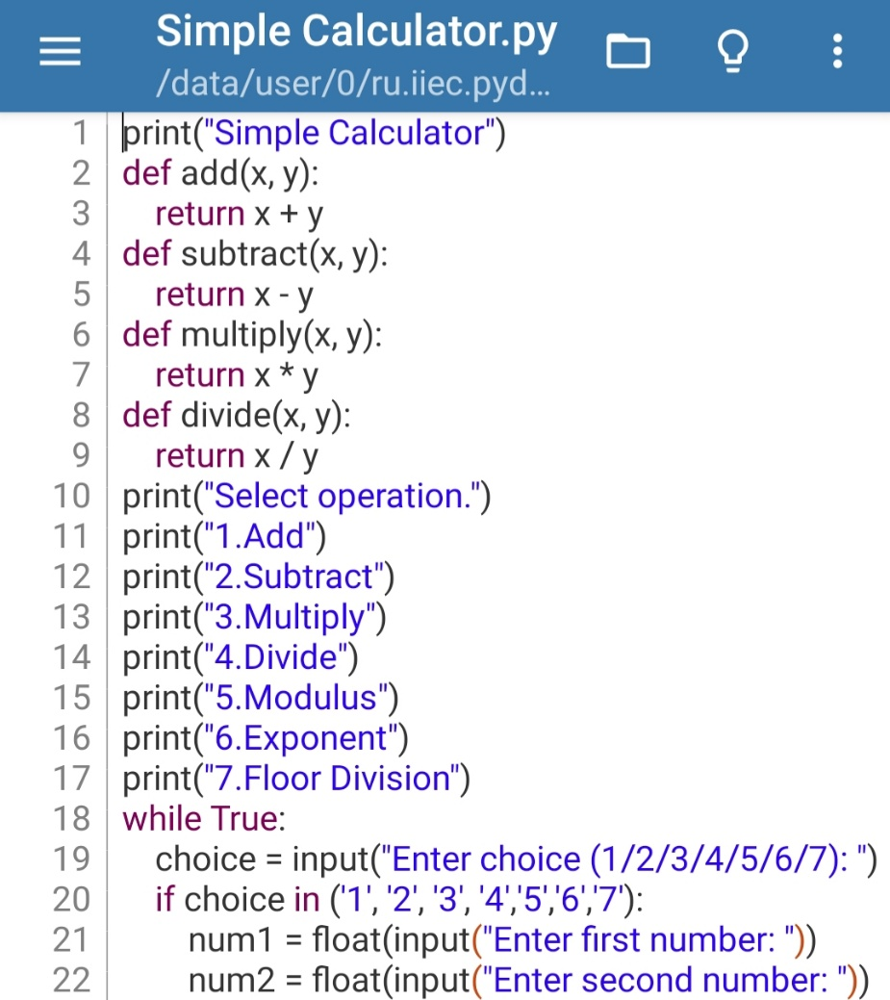 Simple Calculator.py
/data/user/0/ru.iiec.pyd...
1 print("Simple Calculator")
2 def add(x, y):
3 return x + y
4 def subtract(x, y):
5 return x - y
6 def multiply(x, y):
7 return x * y
8 def divide(x, y):
9 return x / y
10 print("Select operation.")
11 print("1.Add")
12 print("2.Subtract")
13 print("3.Multiply")
14 print("4.Divide")
15 print("5.Modulus")
16 print("6.Exponent")
17 print("7.Floor Division")
18 while True:
19 choice = input("Enter choice (1/2/3/4/5/6/7): ")
20 if choice in ('1', '2', '3', '4','5','6','7'):
21 num1 = float(input("Enter first number: "))
22 num2 = float(input("Enter second number: "))